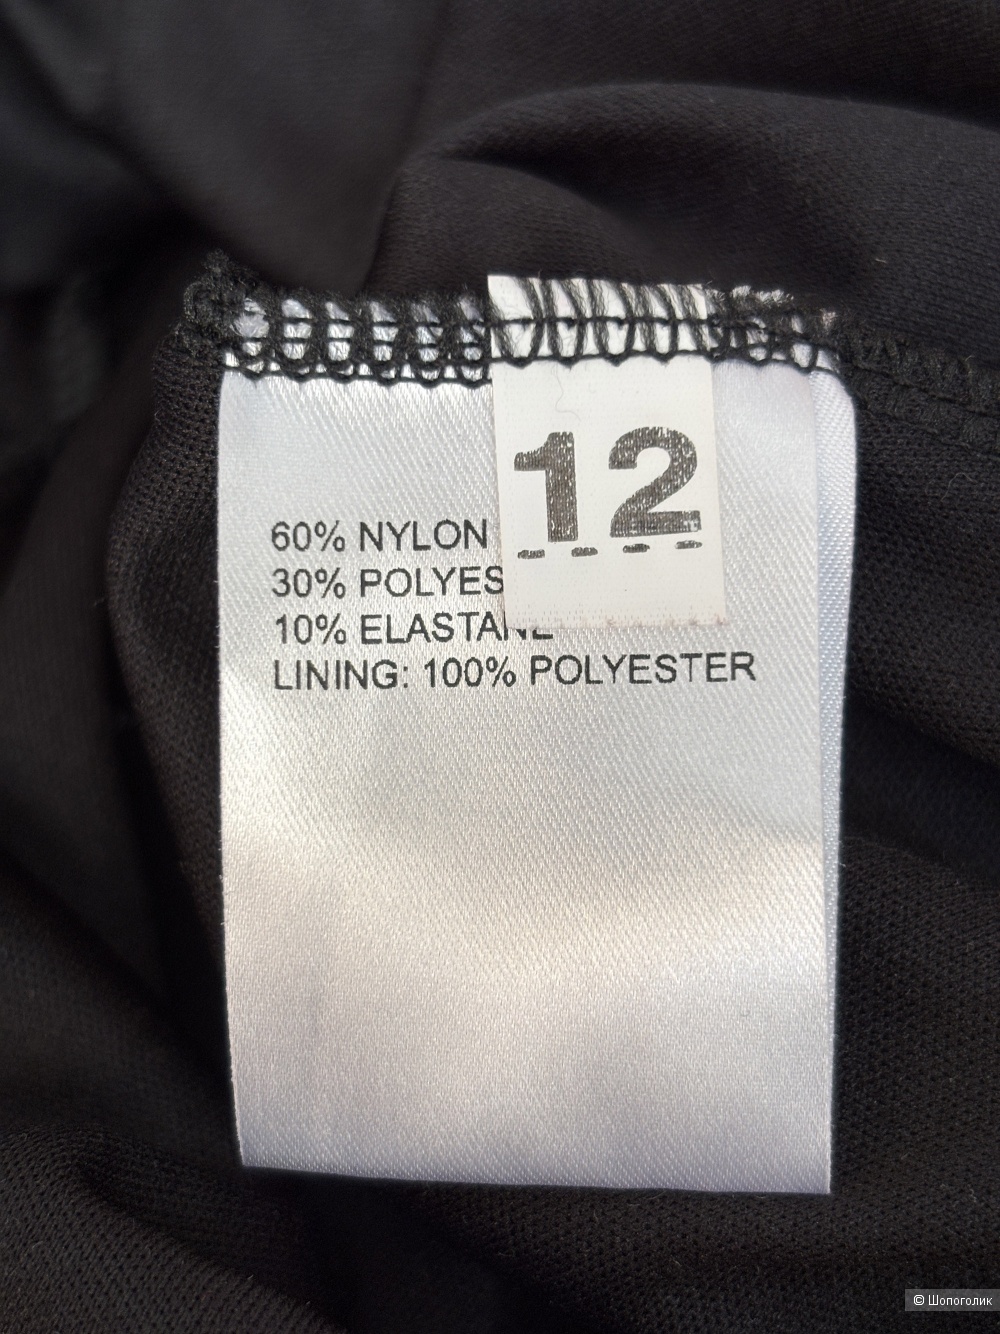 12
60% NYLON
30% POLYES
10% ELASTANE
LINING: 100% POLYESTER
© Шопоголик